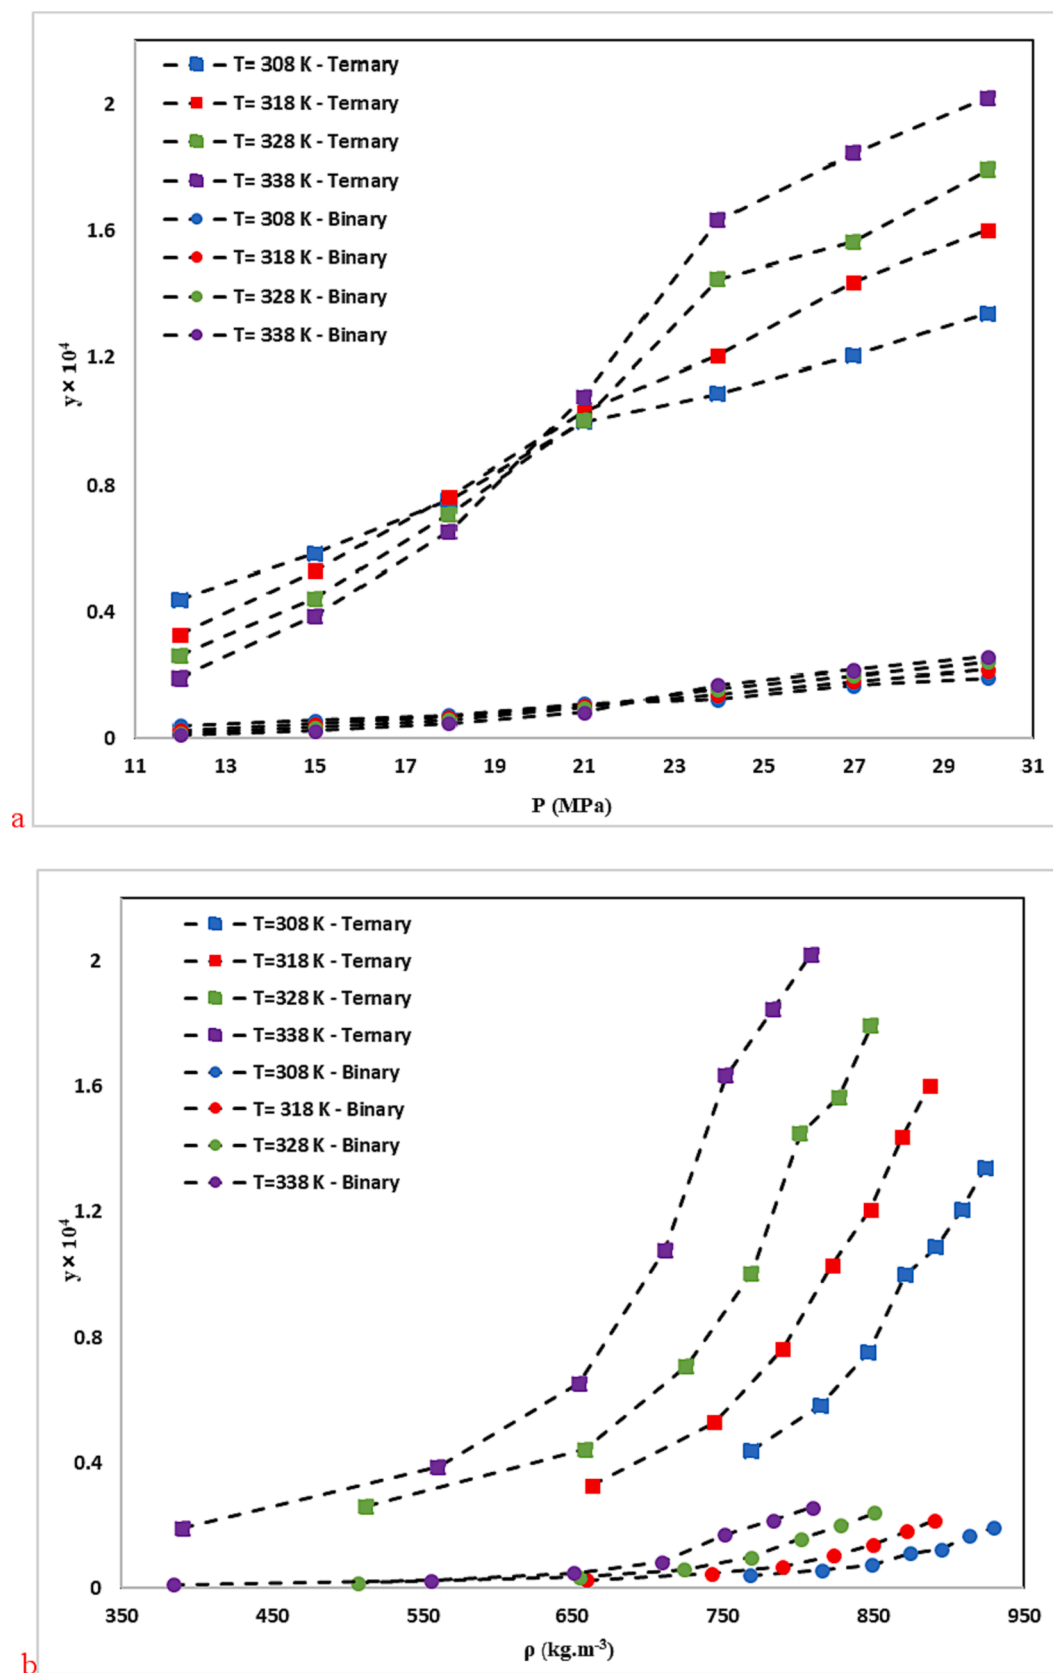 T= 308 K - Ternary
T= 318 K - Ternary
T= 328 K - Ternary
T= 338 K - Ternary
T= 308 K - Binary
T= 318 K - Binary
T= 328 K - Binary
T= 338 K - Binary
2
1.6
1.2
0.8
0.4
0
y× 10⁴
11 13 15 17 19 21 23 25 27 29 31
P (MPa)
a
T=308 K - Ternary
T=318 K - Ternary
T=328 K - Ternary
T=338 K - Ternary
T=308 K - Binary
T= 318 K - Binary
T=328 K - Binary
T=338 K - Binary
2
1.6
1.2
0.8
0.4
0
y× 10⁴
350 450 550 650 750 850 950
ρ (kg.m⁻³)
b